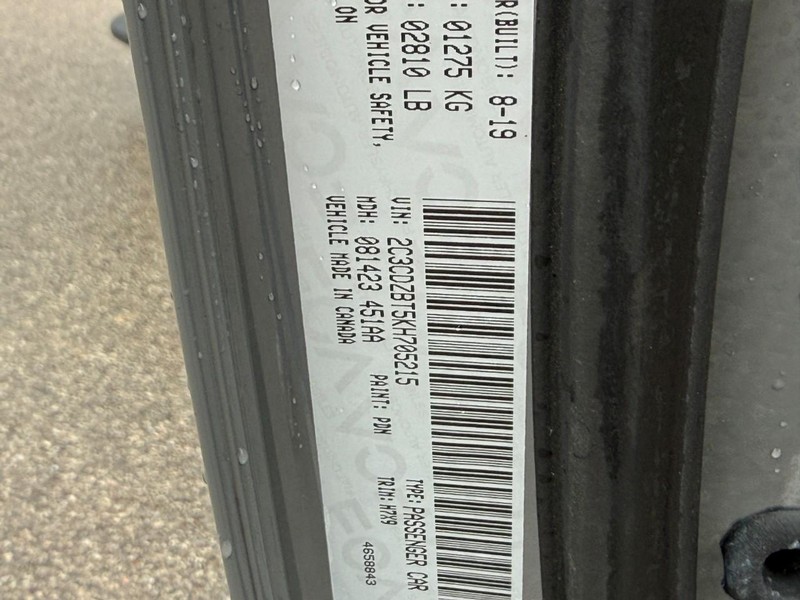 R(BUILT): 8-19
: 01275 KG
: 02810 LB
OR VEHICLE SAFETY,
ON
VIN: 2C3CDZBT5KH705215
TYPE: PASSENGER CAR
MDH: 081423 451AA
PAINT: PDN
TRIM: H7X9
VEHICLE MADE IN CANADA
4658843